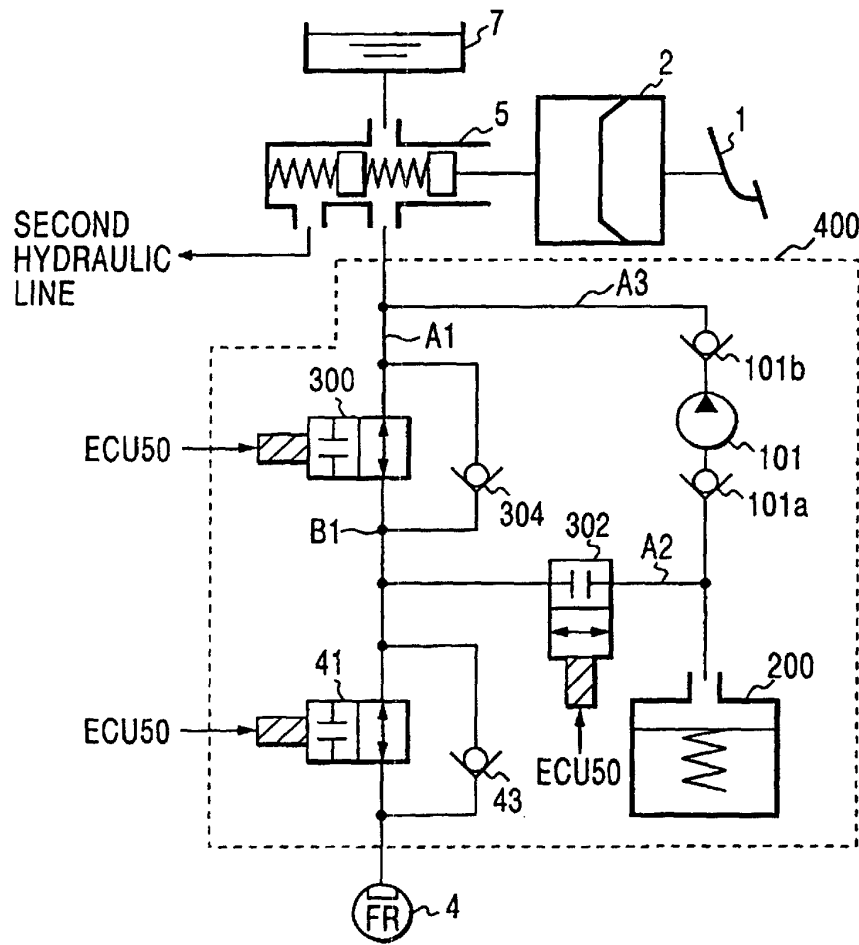 7
2
1
5
SECOND
HYDRAULIC
LINE
400
A3
A1
101b
300
ECU50
101
304
101a
B1
302
A2
41
200
ECU50
ECU50
43
FR
4